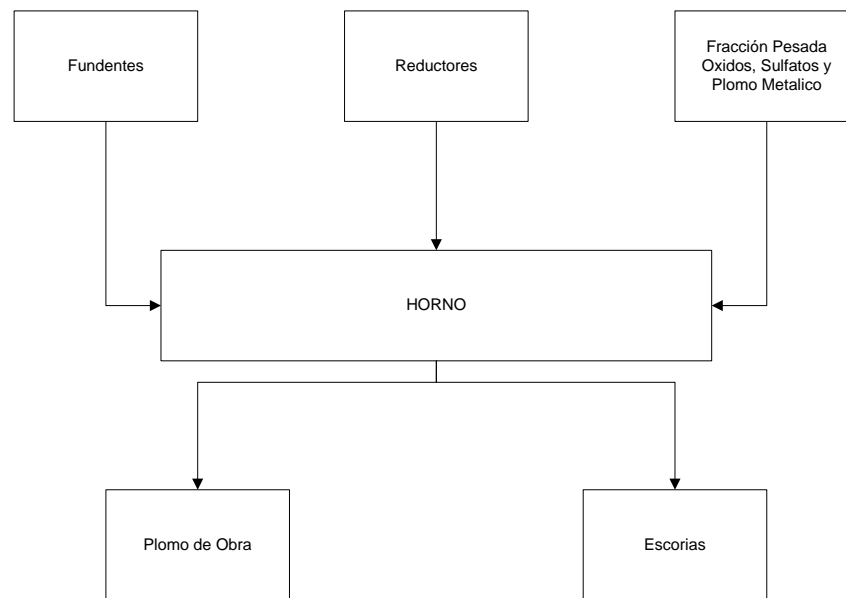 Fundentes
Reductores
Fracción Pesada
Oxidos, Sulfatos y
Plomo Metalico
HORNO
Plomo de Obra
Escorias